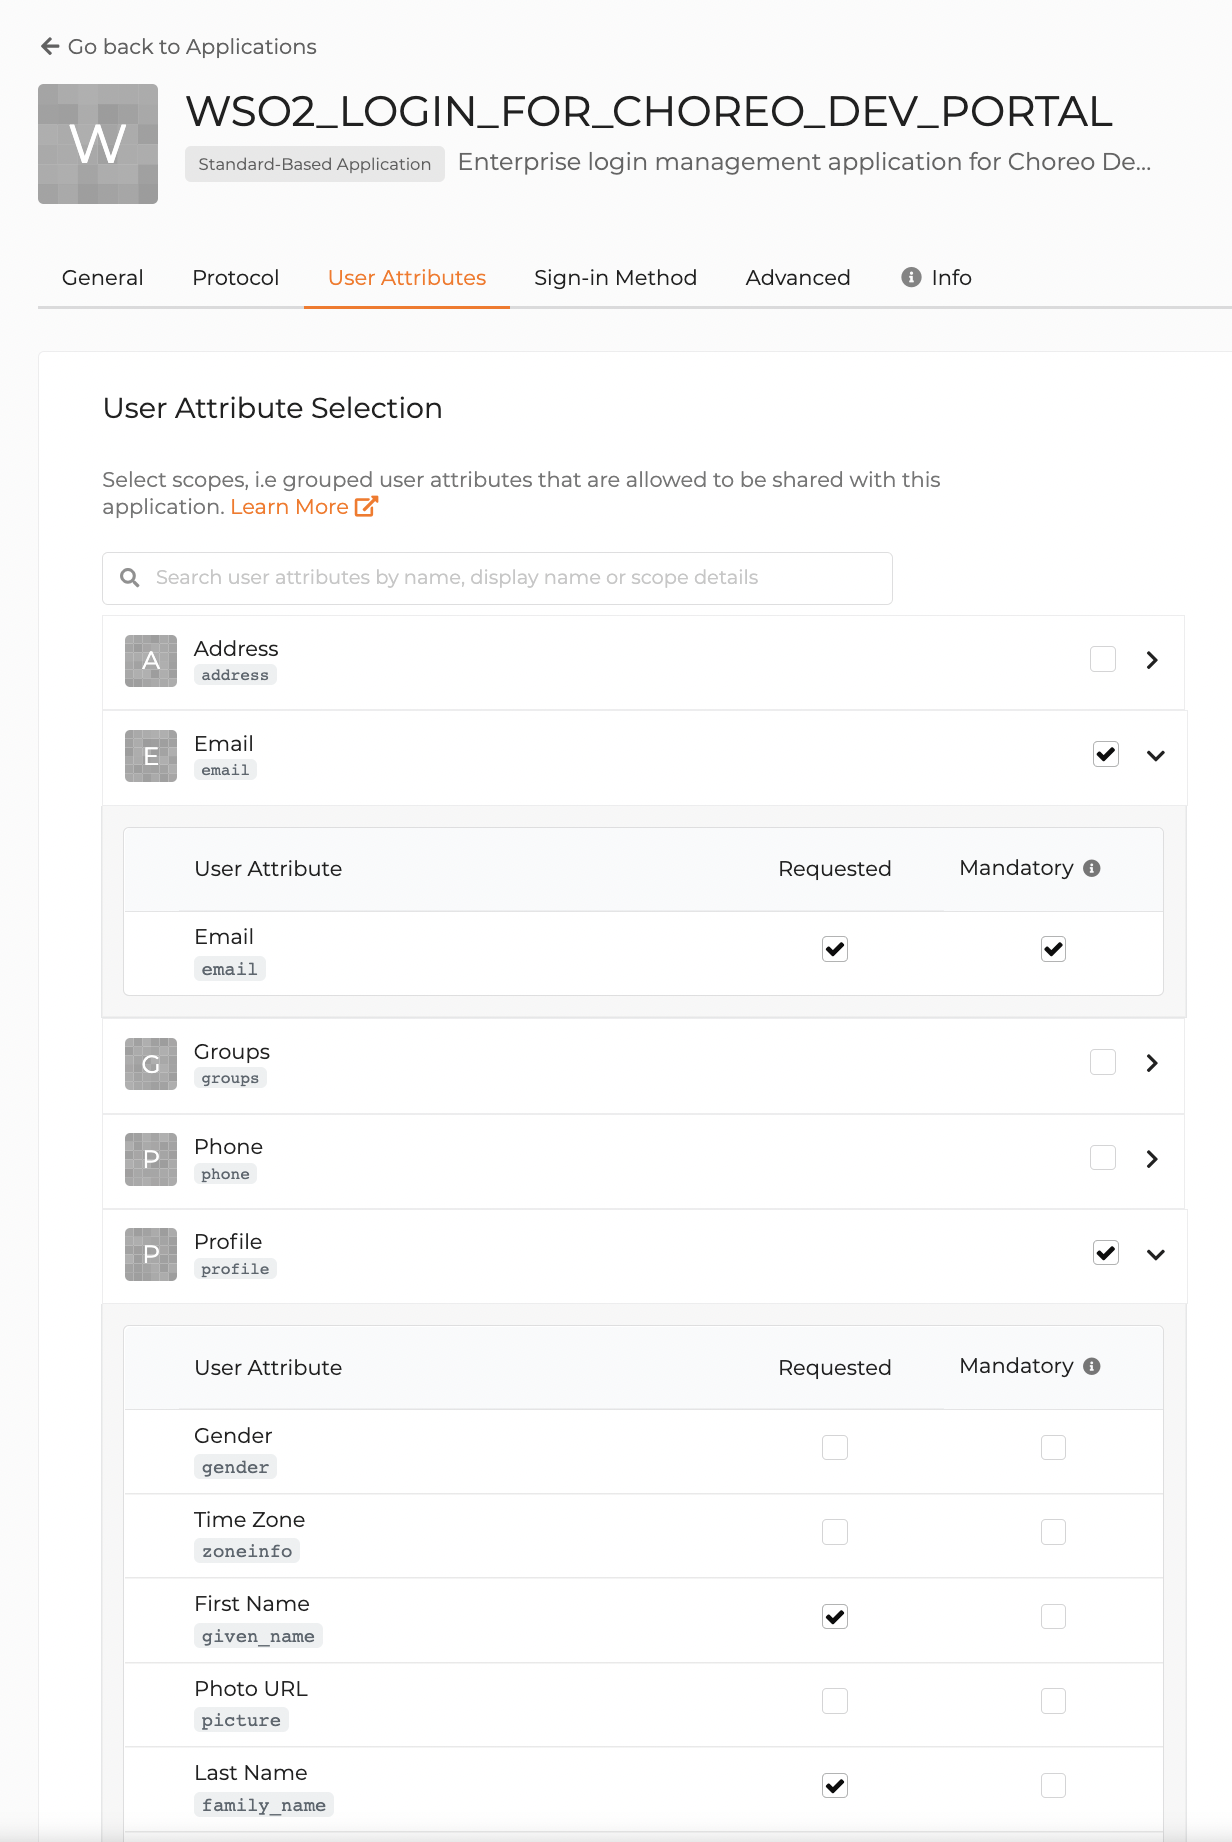 Go back to Applications
W
WSO2_LOGIN_FOR_CHOREO_DEV_PORTAL
Standard-Based Application Enterprise login management application for Choreo De...
General Protocol User Attributes Sign-in Method Advanced Info
User Attribute Selection
Select scopes, i.e grouped user attributes that are allowed to be shared with this
application. Learn More
Search user attributes by name, display name or scope details
A
Address
address
E
Email
email
User Attribute Requested Mandatory
Email
email
G
Groups
groups
P
Phone
phone
P
Profile
profile
User Attribute Requested Mandatory
Gender
gender
Time Zone
zoneinfo
First Name
given_name
Photo URL
picture
Last Name
family_name